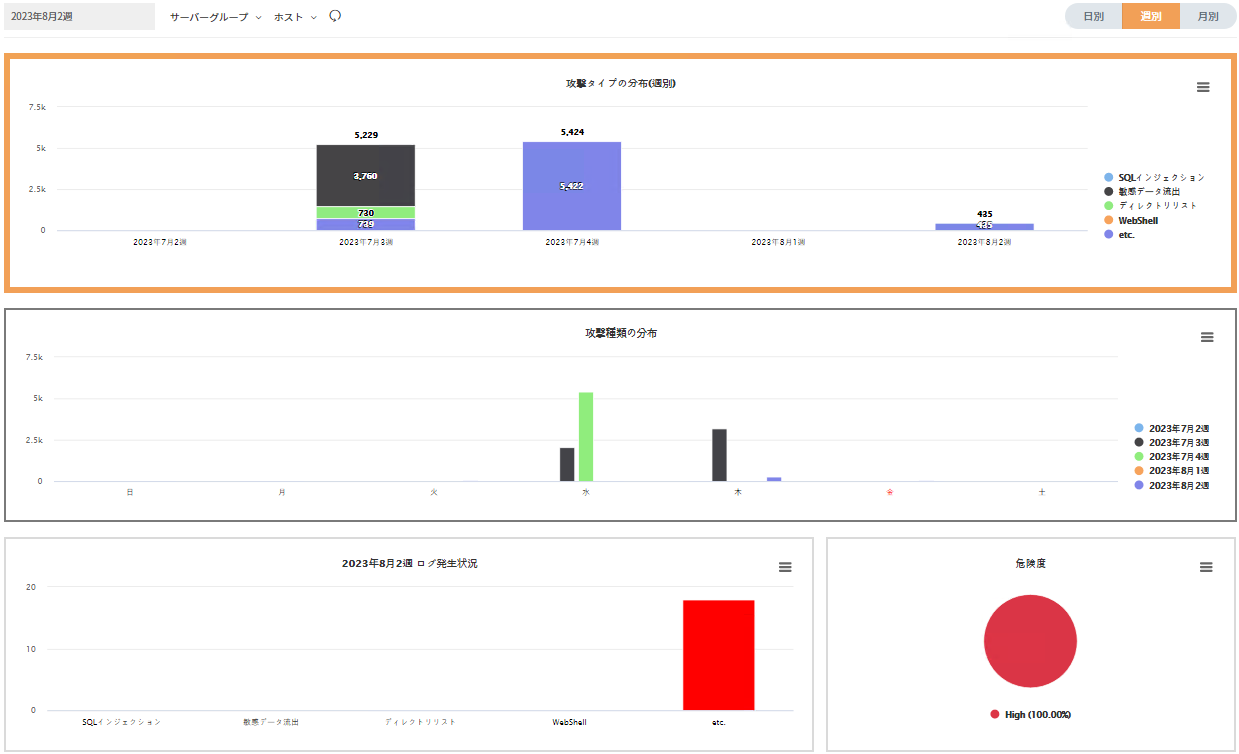 2023年8月2週 サーバーグループ ホスト 日別 週別 月別
攻撃タイプの分布(週別)
7.5k
5k
2.5k
0
5,229
3,760
730
739
5,424
5,422
435
435
2023年7月2週 2023年7月3週 2023年7月4週 2023年8月1週 2023年8月2週
SQLインジェクション
敏感データ流出
ディレクトリリスト
WebShell
etc.
攻撃種類の分布
7.5k
5k
2.5k
0
日 月 火 水 木 金 土
2023年7月2週
2023年7月3週
2023年7月4週
2023年8月1週
2023年8月2週
2023年8月2週 ログ発生状況
20
10
0
SQLインジェクション 敏感データ流出 ディレクトリリスト WebShell etc.
危険度
High (100.00%)